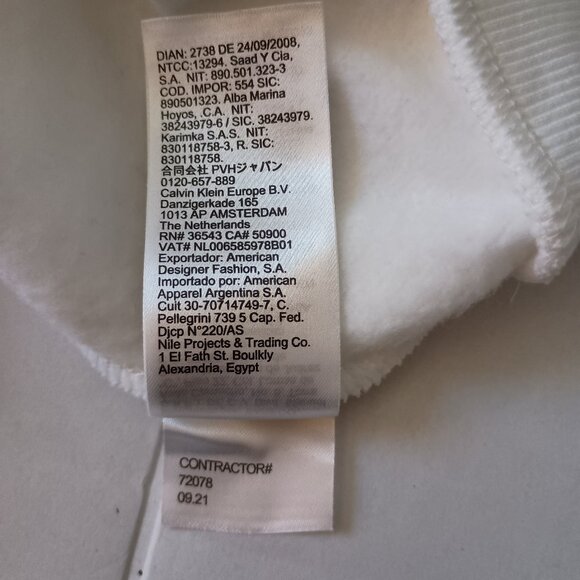 DIAN: 2738 DE 24/09/2008,
NTCC:13294. Saad Y Cia,
S.A. NIT: 890.501.323-3
COD. IMPOR: 554 SIC:
890501323. Alba Marina
Hoyos, .C.A. NIT:
38243979-6 / SIC. 38243979.
Karimka S.A.S. NIT:
830118758-3, R. SIC:
830118758.
合同会社 PVHジャパン
0120-657-889
Calvin Klein Europe B.V.
Danzigerkade 165
1013 AP AMSTERDAM
The Netherlands
RN# 36543 CA# 50900
VAT# NL006585978B01
Exportador: American
Designer Fashion, S.A.
Importado por: American
Apparel Argentina S.A.
Cuit 30-70714749-7, C.
Pellegrini 739 5 Cap. Fed.
Djcp N°220/AS
Nile Projects & Trading Co.
1 El Fath St. Boulkly
Alexandria, Egypt
CONTRACTOR#
72078
09.21